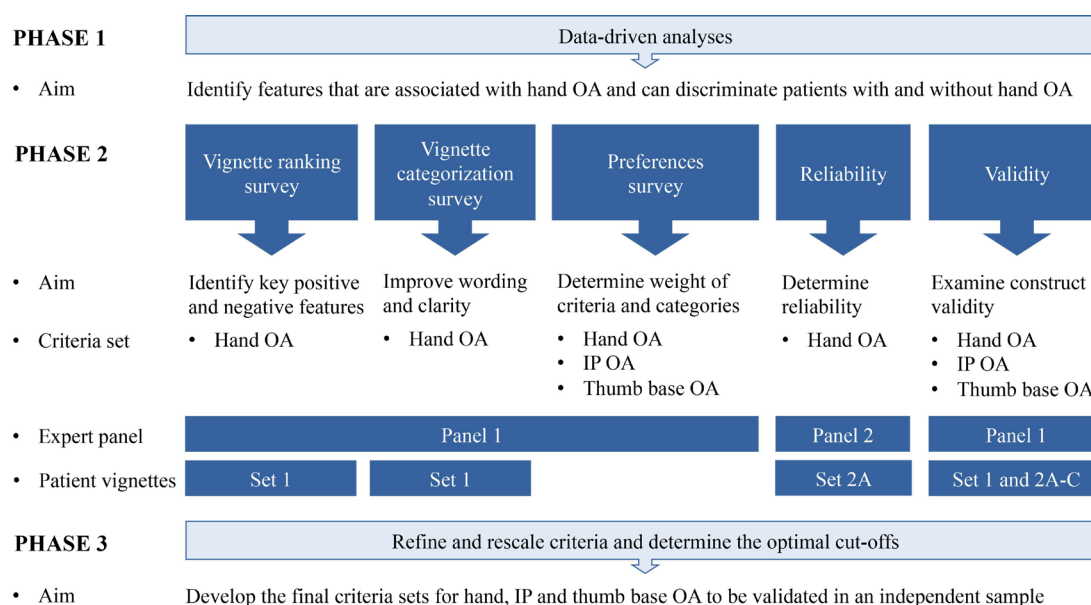 PHASE 1
Data-driven analyses
• Aim
Identify features that are associated with hand OA and can discriminate patients with and without hand OA
PHASE 2
Vignette ranking
survey
Vignette
categorization
survey
Preferences
survey
Reliability
Validity
• Aim
Identify key positive
and negative features
Improve wording
and clarity
Determine weight of
criteria and categories
Determine
reliability
Examine construct
validity
• Criteria set
• Hand OA
• Hand OA
• Hand OA
• IP OA
• Thumb base OA
• Hand OA
• Hand OA
• IP OA
• Thumb base OA
• Expert panel
Panel 1
Panel 2
Panel 1
• Patient vignettes
Set 1
Set 1
Set 2A
Set 1 and 2A-C
PHASE 3
Refine and rescale criteria and determine the optimal cut-offs
• Aim
Develop the final criteria sets for hand, IP and thumb base OA to be validated in an independent sample